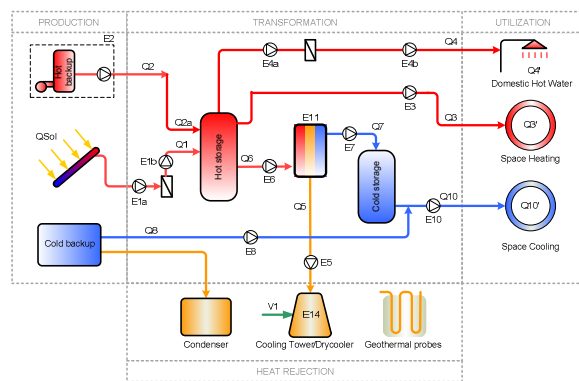 PRODUCTION
TRANSFORMATION
UTILIZATION
E2
Hot
backup
Q2
E4a
E4b
Q4
Q4'
Domestic Hot Water
Q2a
E3
Q3
Q3'
Space Heating
QSol
E1b
Q1
Hot storage
E11
E7
Q7
Q6
E6
E1a
Cold storage
Q10
E10
Q10'
Space Cooling
Q5
Q8
E8
Cold backup
E5
V1
E14
Condenser
Cooling Tower/Drycooler
Geothermal probes
HEAT REJECTION